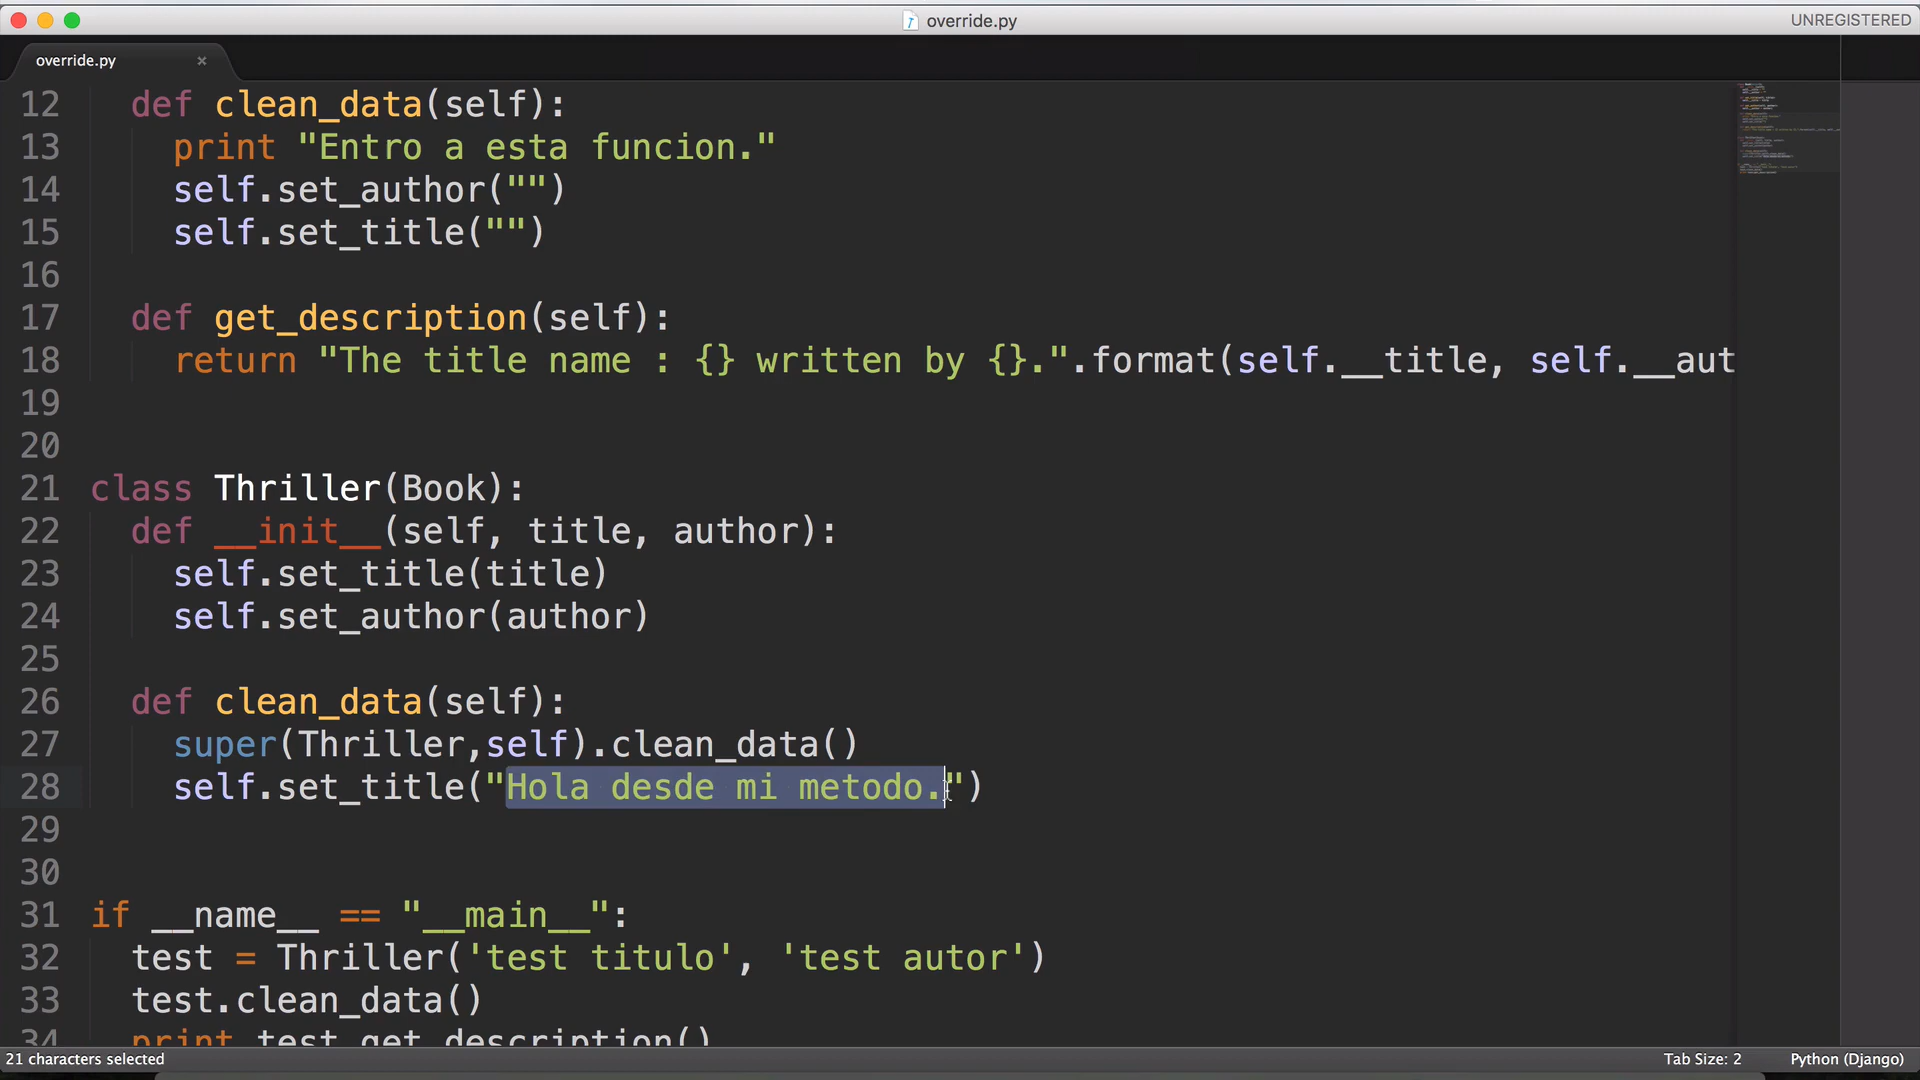 override.py
UNREGISTERED
override.py ×
12 def clean_data(self):
13 print "Entro a esta funcion."
14 self.set_author("")
15 self.set_title("")
16
17 def get_description(self):
18 return "The title name : {} written by {}.".format(self.__title, self.__aut
19
20
21 class Thriller(Book):
22 def __init__(self, title, author):
23 self.set_title(title)
24 self.set_author(author)
25
26 def clean_data(self):
27 super(Thriller,self).clean_data()
28 self.set_title("Hola desde mi metodo.")
29
30
31 if __name__ == "__main__":
32 test = Thriller('test titulo', 'test autor')
33 test.clean_data()
34 print test.get_description()
21 characters selected
Tab Size: 2
Python (Django)